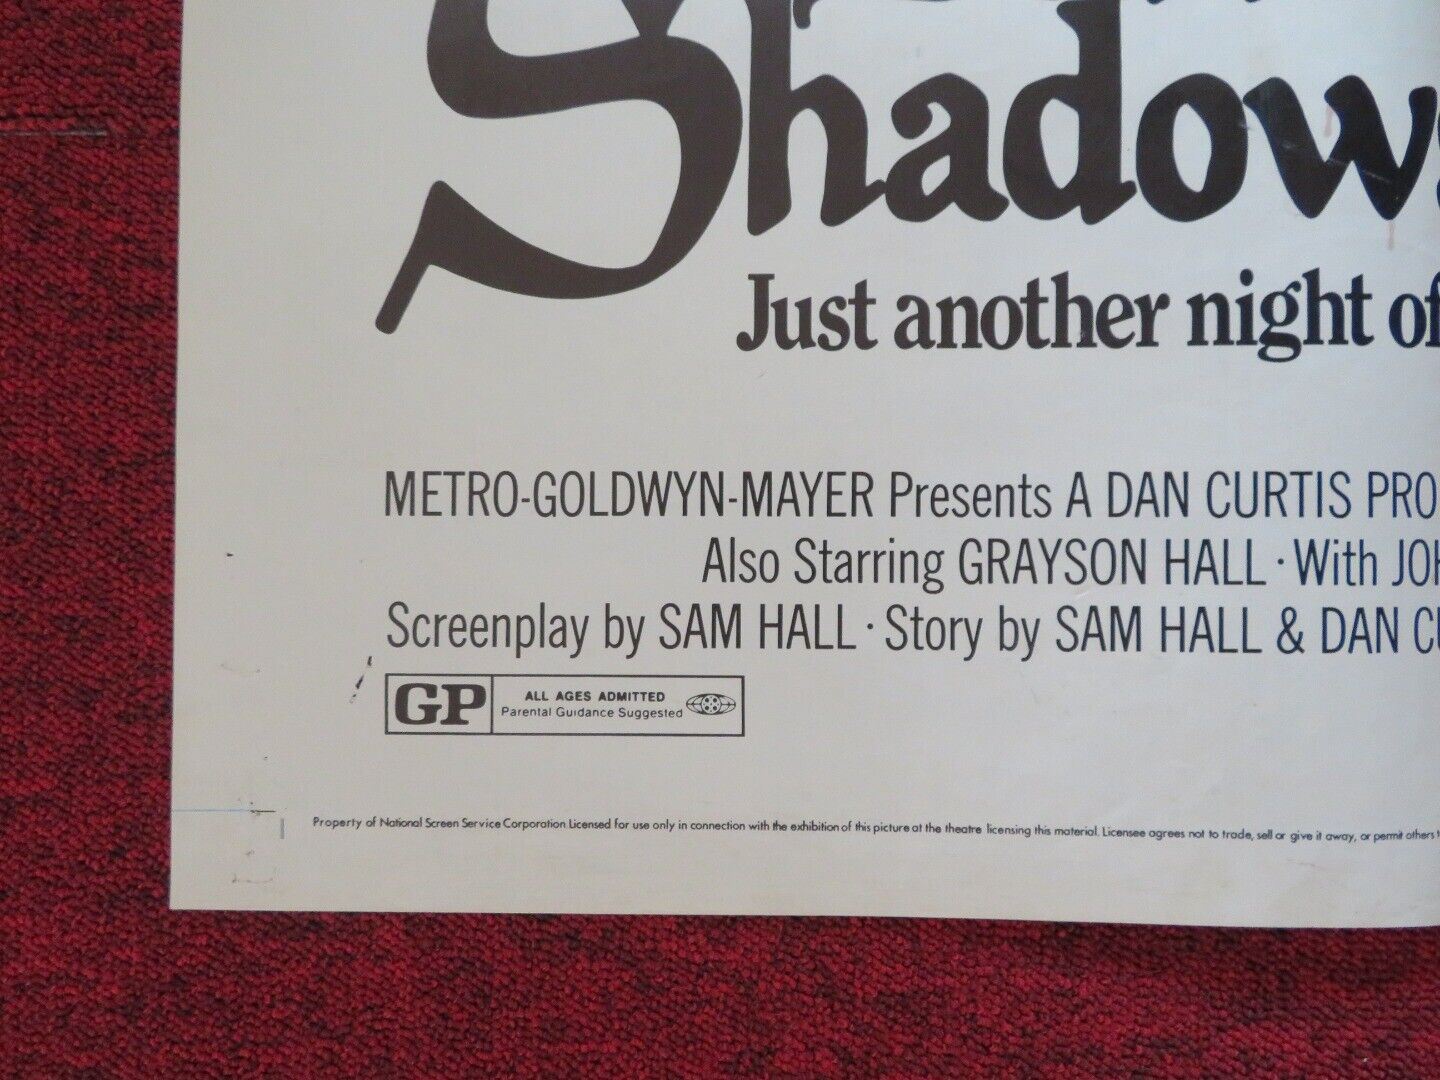 Shadows
Just another night of
METRO-GOLDWYN-MAYER Presents A DAN CURTIS PRO
Also Starring GRAYSON HALL · With JOH
Screenplay by SAM HALL · Story by SAM HALL & DAN CU
GP
ALL AGES ADMITTED
Parental Guidance Suggested
Property of National Screen Service Corporation Licensed for use only in connection with the exhibition of this picture at the theatre licensing this material. Licensee agrees not to trade, sell or give it away, or permit others t